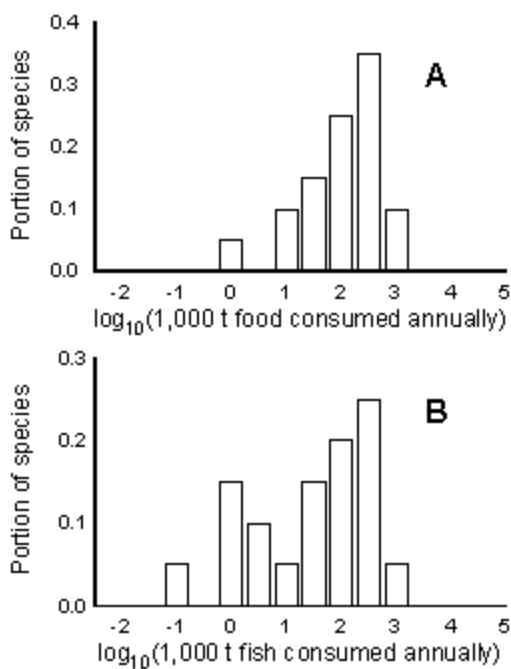 0.4
0.3
0.2
0.1
0.0
Portion of species
A
-2 -1 0 1 2 3 4 5
log10(1,000 t food consumed annually)
0.3
0.2
0.1
0.0
Portion of species
B
-2 -1 0 1 2 3 4 5
log10(1,000 t fish consumed annually)